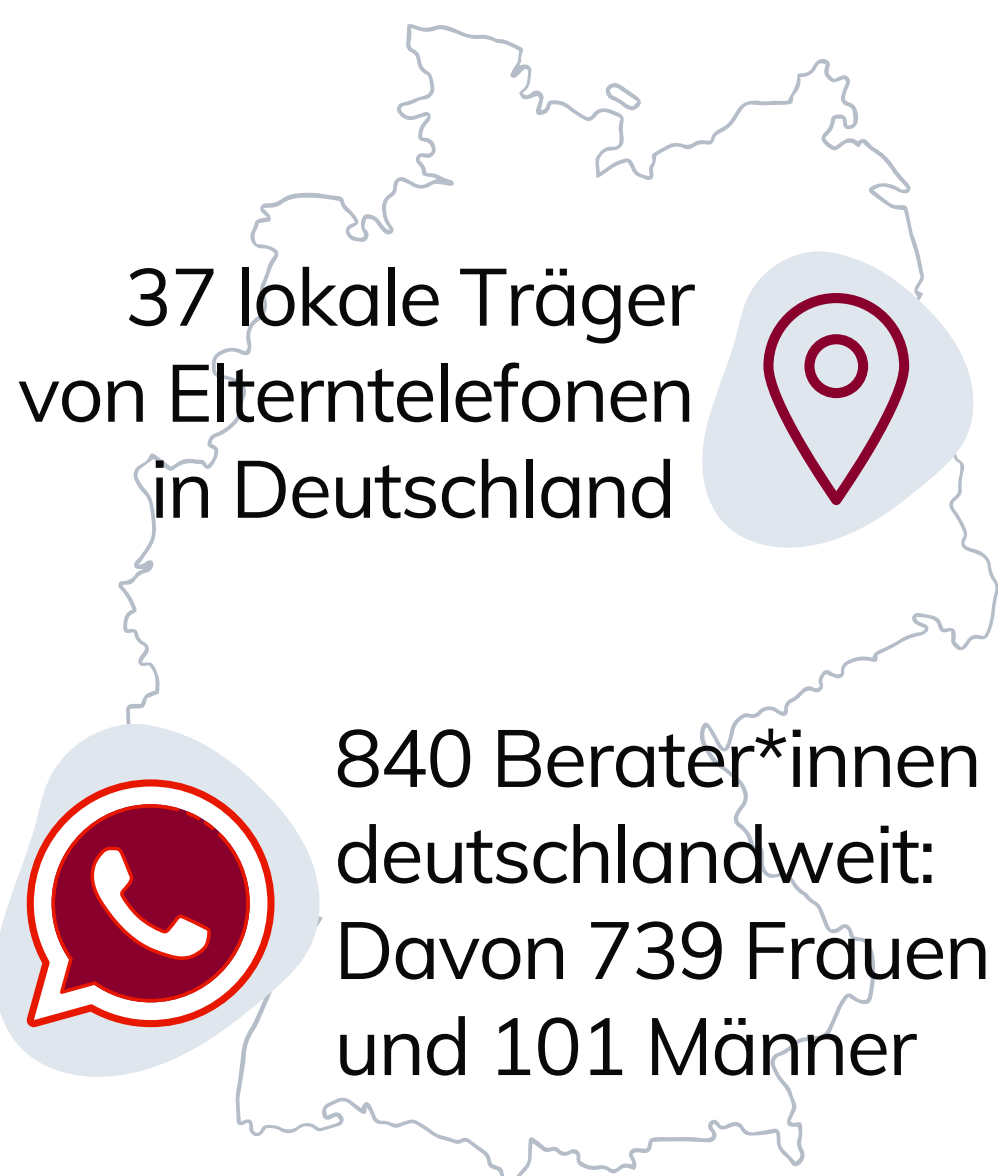 37 lokale Träger
von Elterntelefonen
in Deutschland
840 Berater*innen
deutschlandweit:
Davon 739 Frauen
und 101 Männer